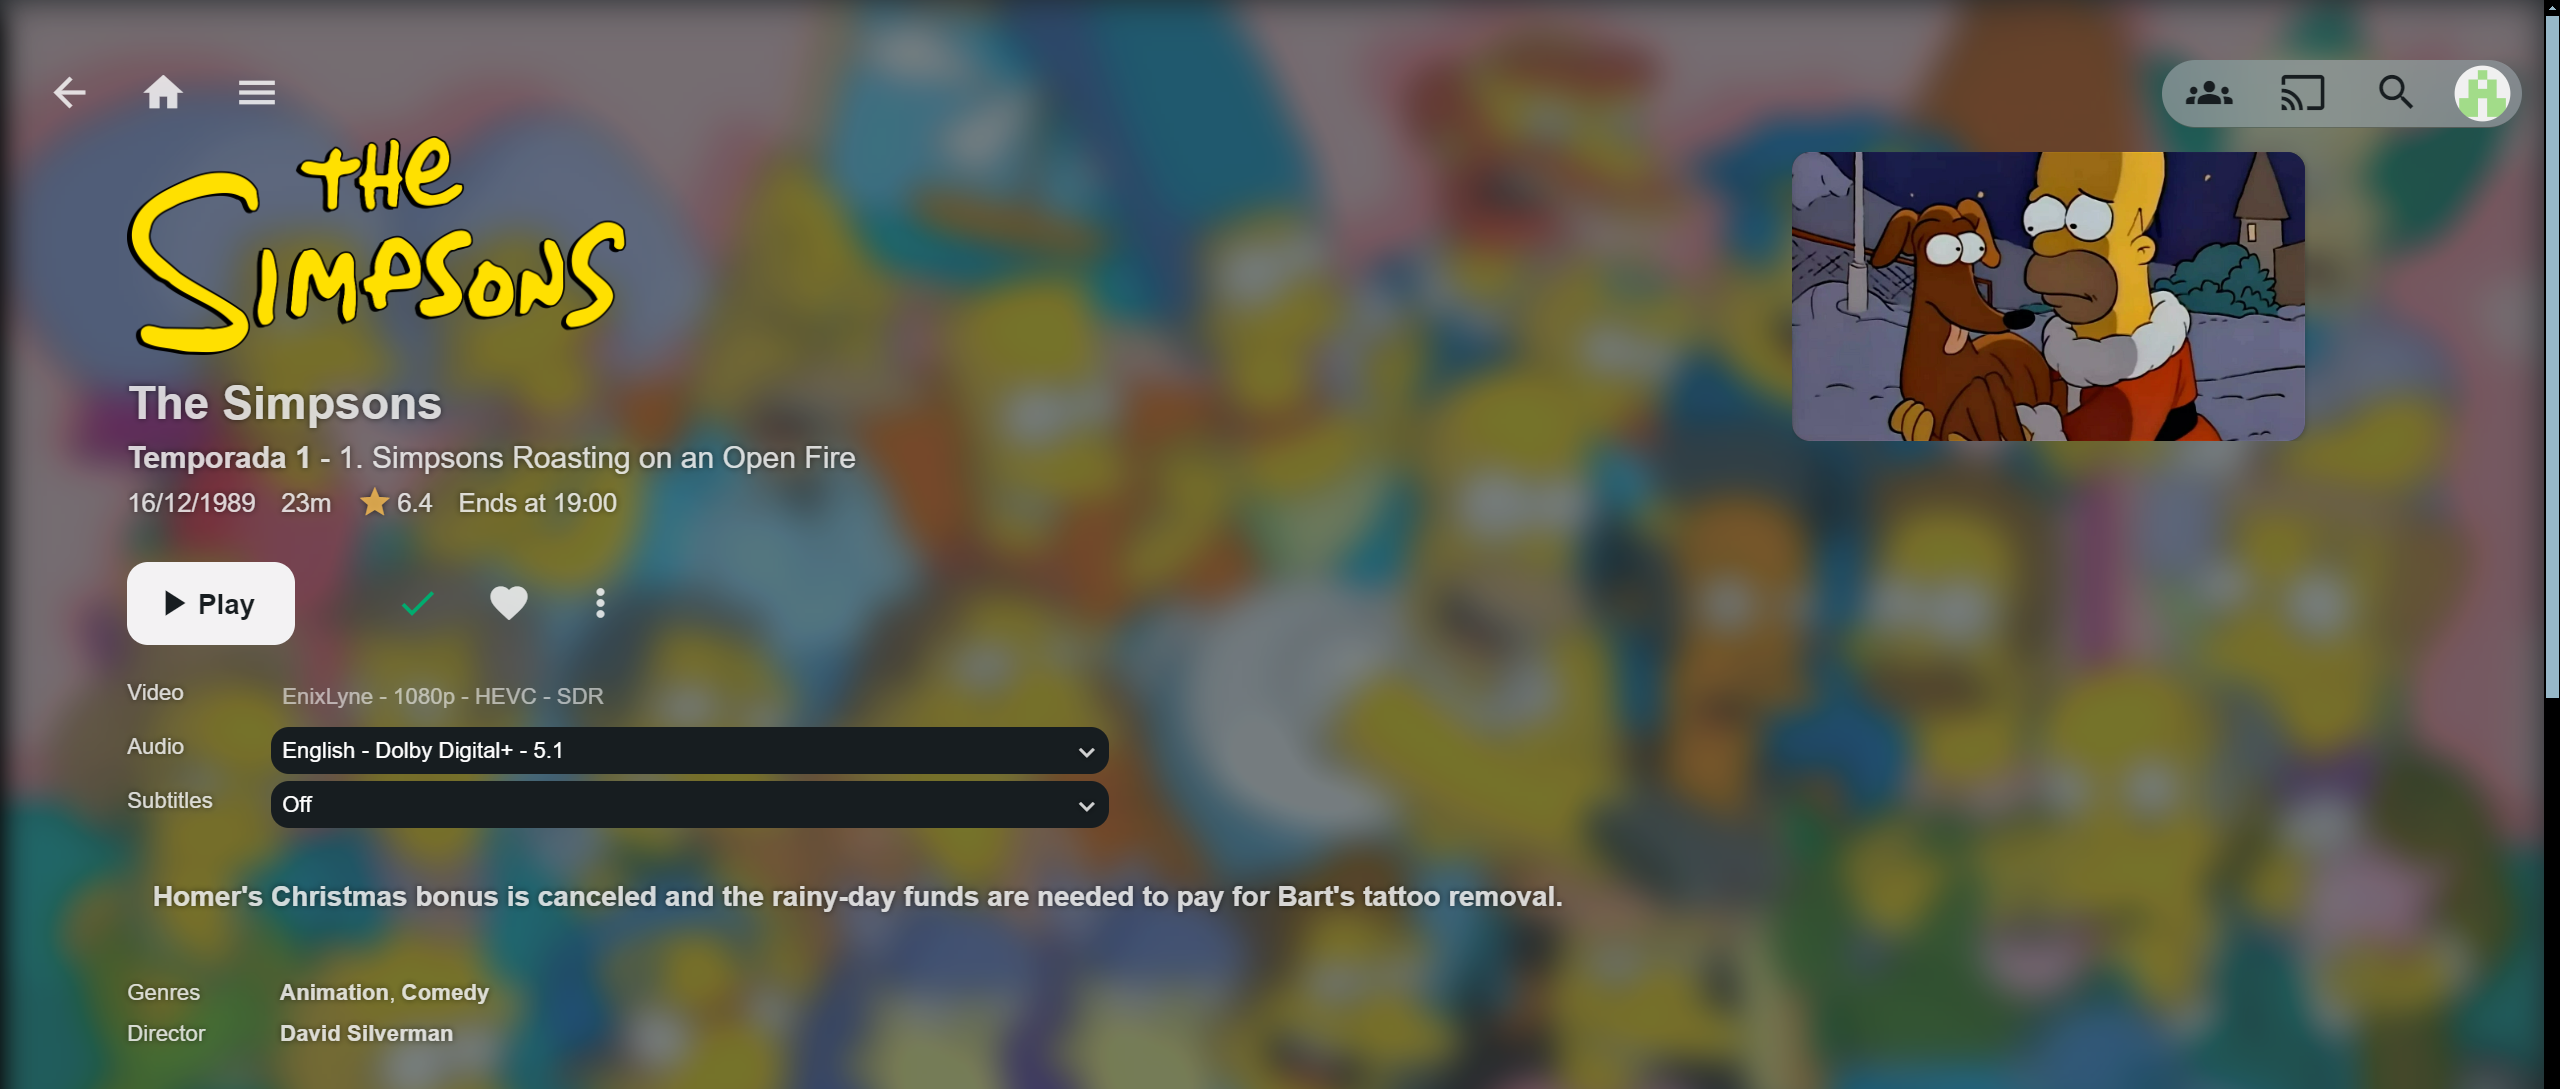 THE
SIMPSONS
The Simpsons
Temporada 1 - 1. Simpsons Roasting on an Open Fire
16/12/1989 23m 6.4 Ends at 19:00
Play
Video EnixLyne - 1080p - HEVC - SDR
Audio English - Dolby Digital+ - 5.1
Subtitles Off
Homer's Christmas bonus is canceled and the rainy-day funds are needed to pay for Bart's tattoo removal.
Genres Animation, Comedy
Director David Silverman